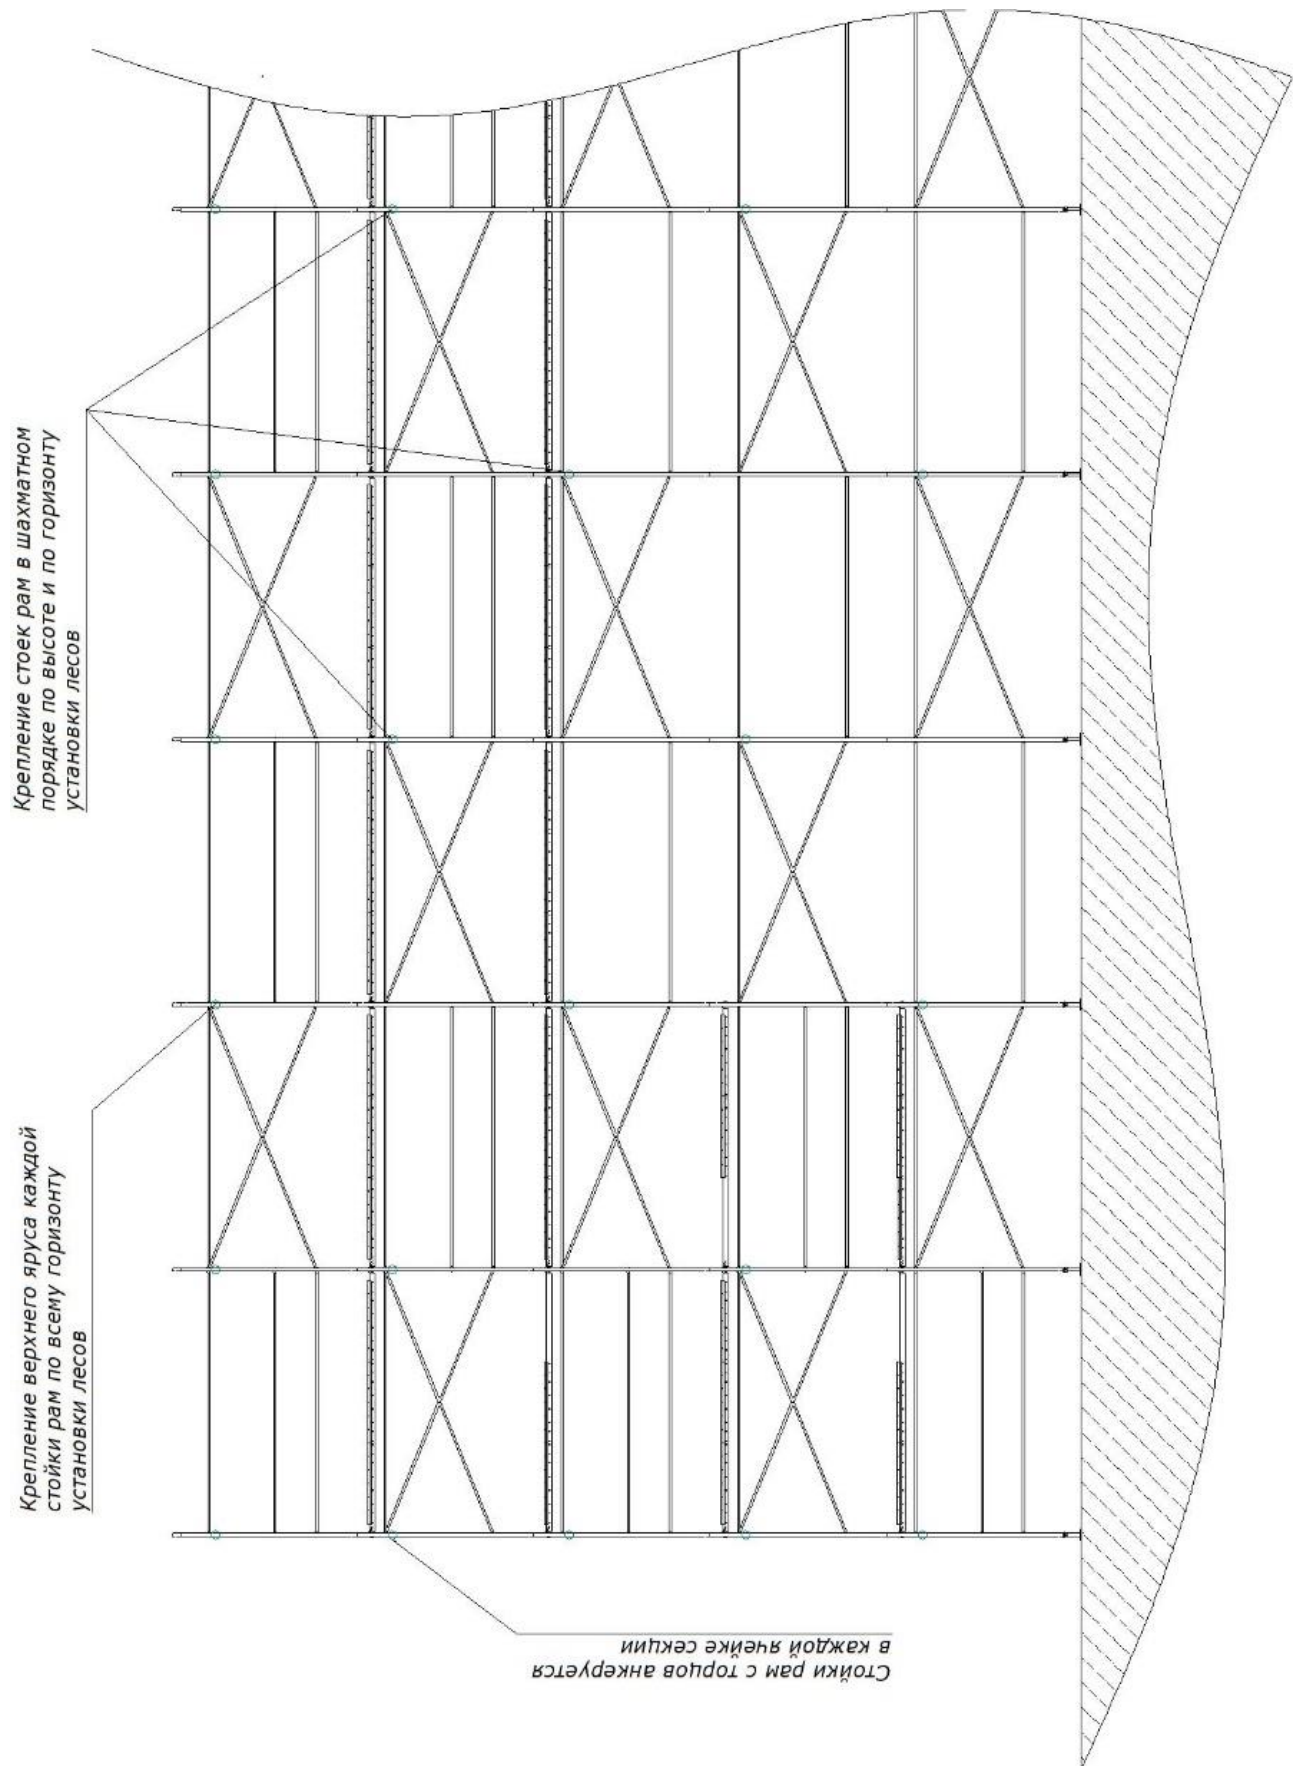 Крепление верхнего яруса каждой
стойки рам по всему горизонту
установки лесов
Крепление стоек рам в шахматном
порядке по высоте и по горизонту
установки лесов
Стойки рам с торцов анкеруется
в каждой ячейке секции